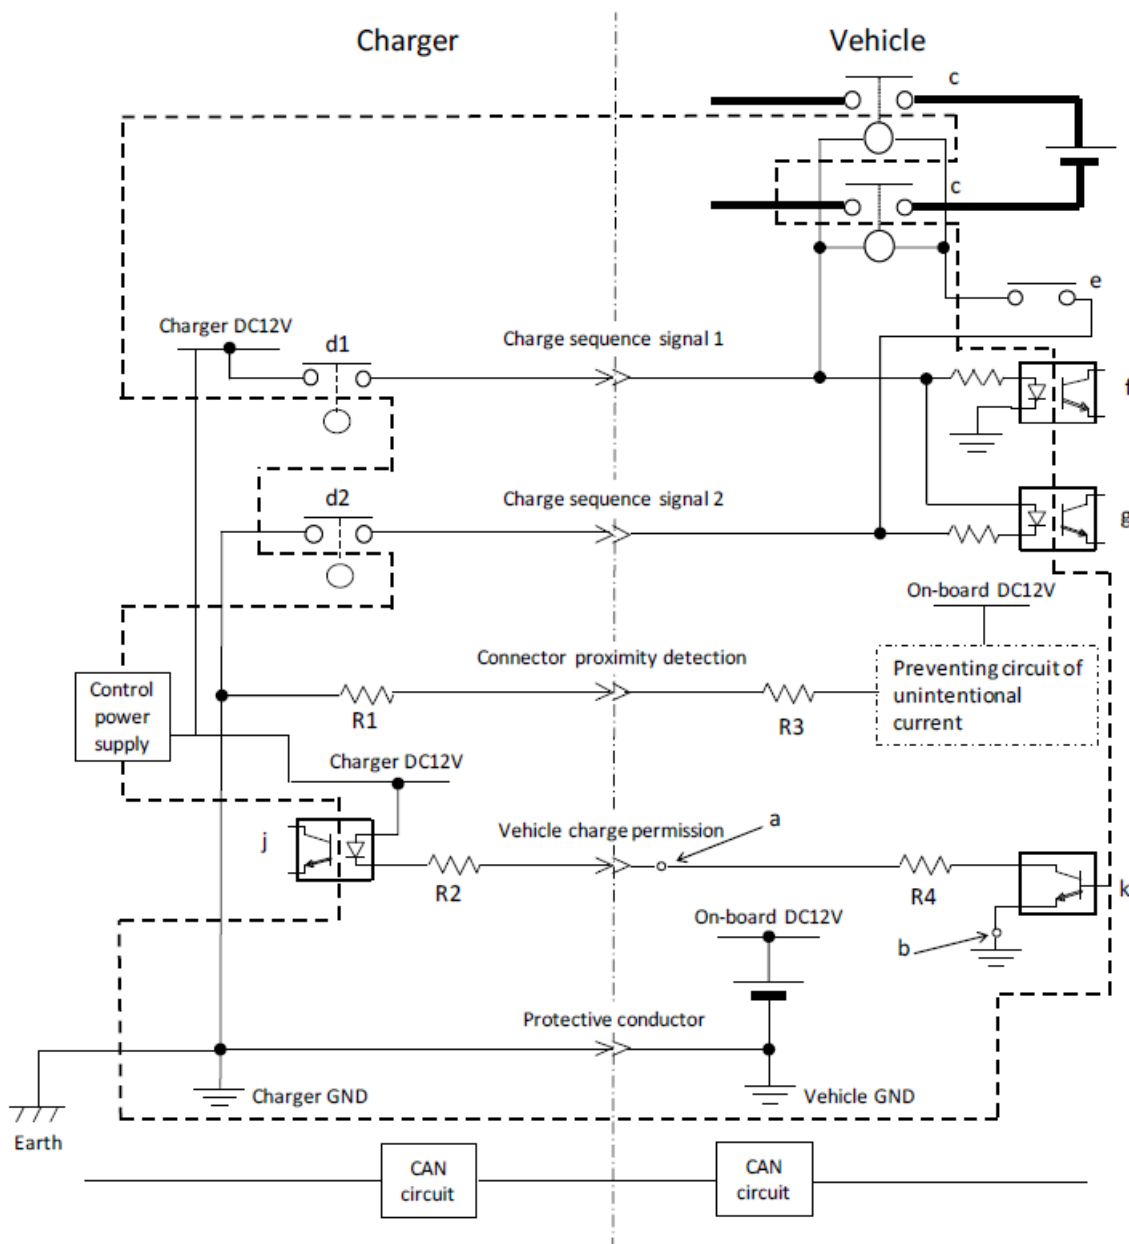 Charger
Vehicle
c
c
e
Charger DC12V
d1
Charge sequence signal 1
f
d2
Charge sequence signal 2
g
On-board DC12V
Connector proximity detection
Preventing circuit of
unintentional
current
Control
power
supply
R1
R3
Charger DC12V
j
Vehicle charge permission
a
R2
R4
k
On-board DC12V
b
Protective conductor
Charger GND
Vehicle GND
Earth
CAN
circuit
CAN
circuit